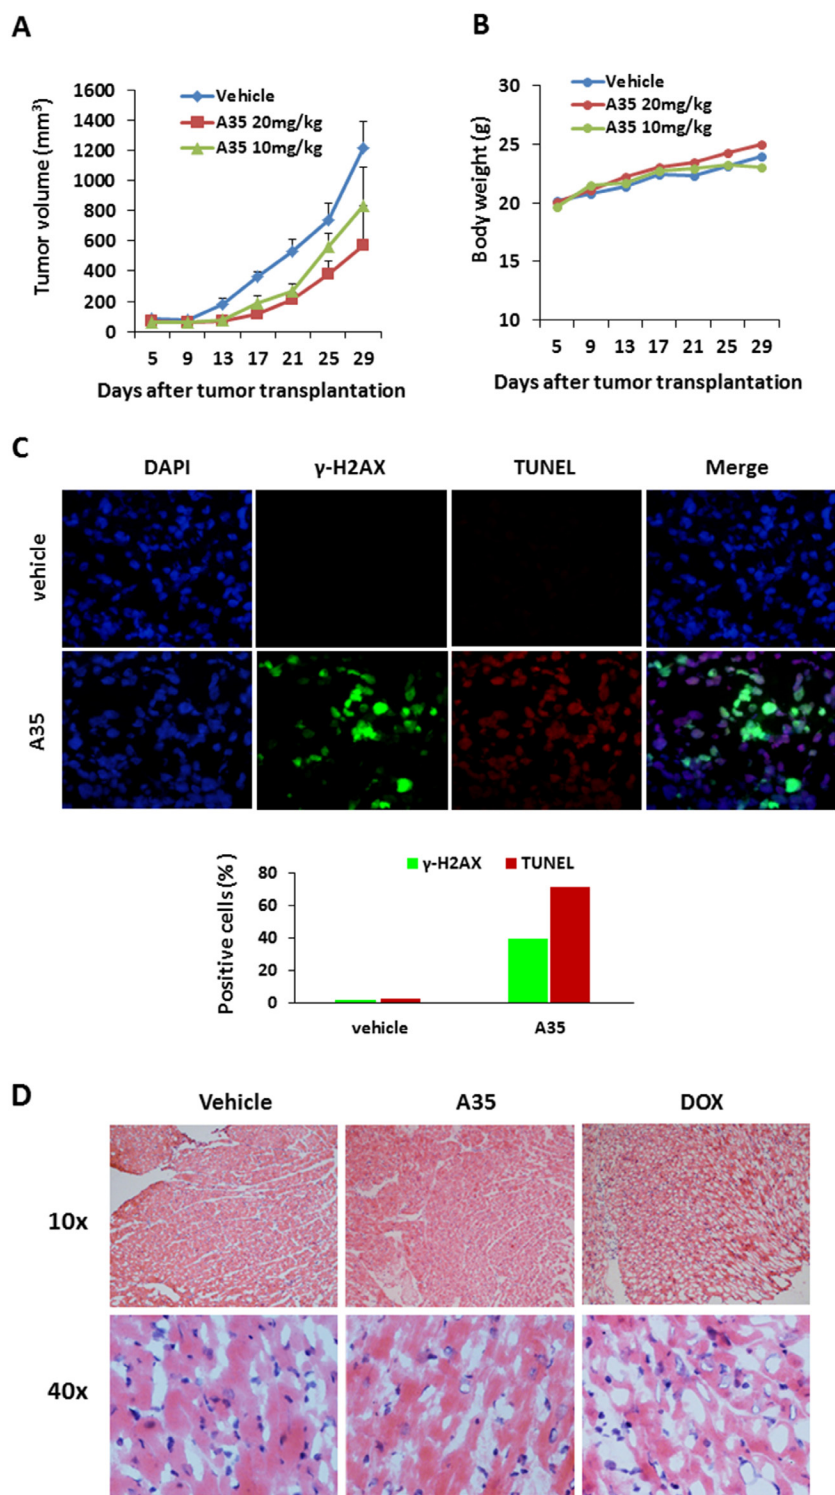 A
Tumor volume (mm³)
1600
1400
1200
1000
800
600
400
200
0
Vehicle
A35 20mg/kg
A35 10mg/kg
5 9 13 17 21 25 29
Days after tumor transplantation
B
Body weight (g)
30
25
20
15
10
Vehicle
A35 20mg/kg
A35 10mg/kg
5 9 13 17 21 25 29
Days after tumor transplantation
C
DAPI γ-H2AX TUNEL Merge
vehicle
A35
Positive cells(%)
γ-H2AX TUNEL
80
60
40
20
0
vehicle A35
D
Vehicle A35 DOX
10x
40x